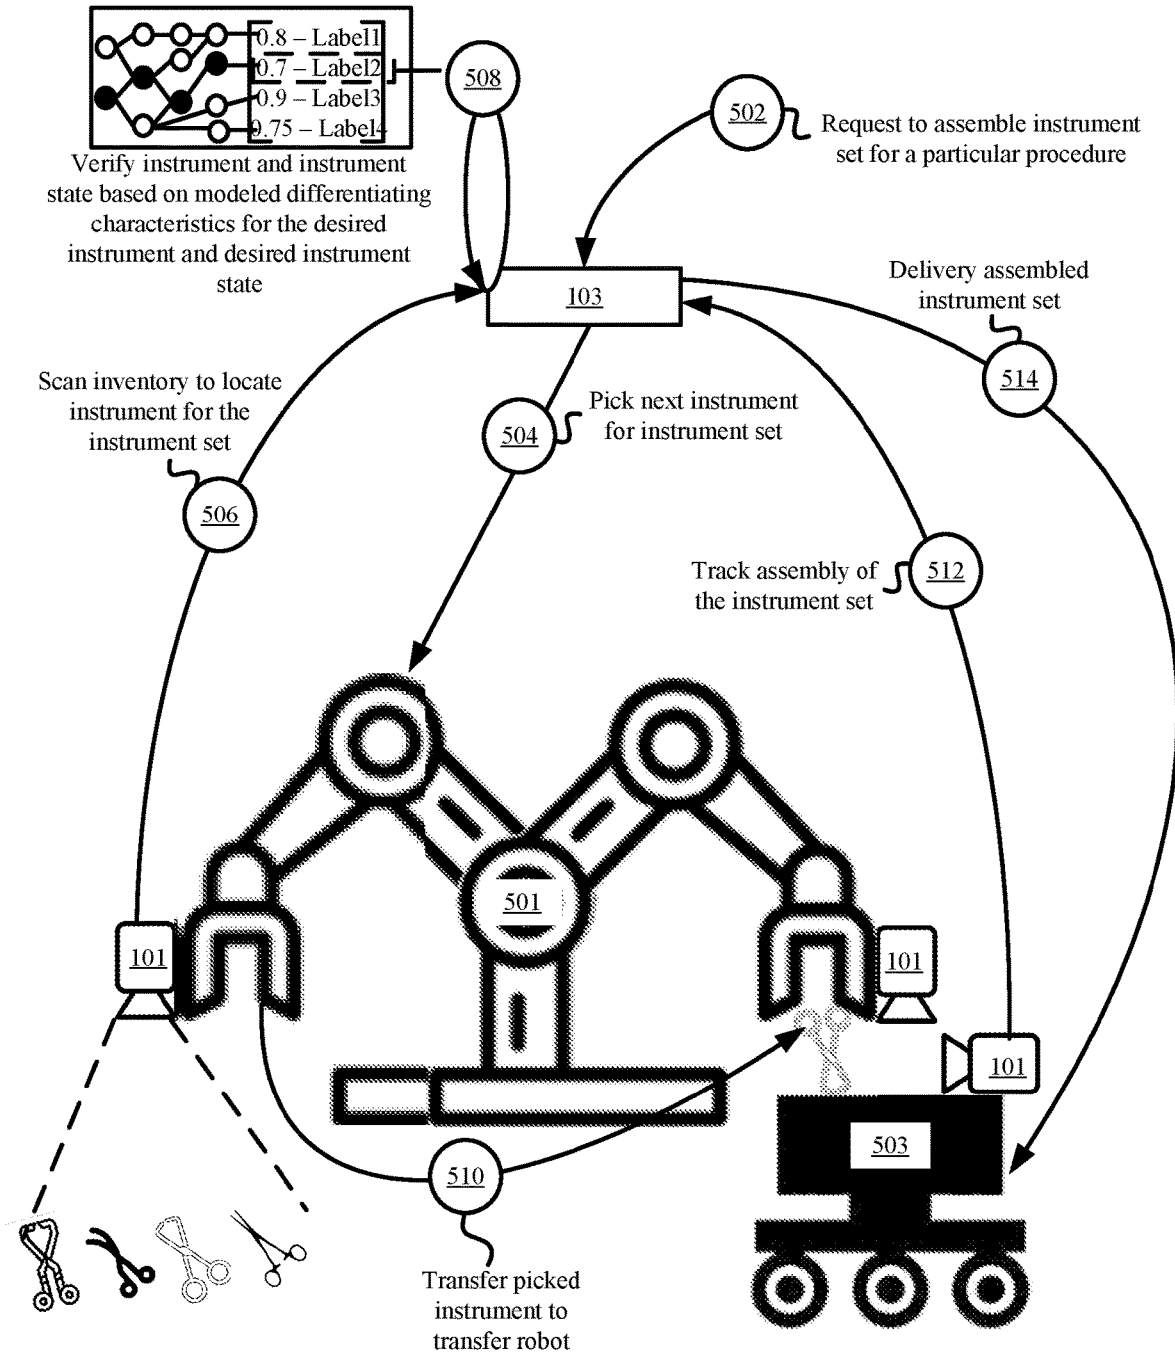 0.8 – Label1
0.7 – Label2
0.9 – Label3
0.75 – Label4
508
Verify instrument and instrument
state based on modeled differentiating
characteristics for the desired
instrument and desired instrument
state
502
Request to assemble instrument
set for a particular procedure
103
Delivery assembled
instrument set
514
Scan inventory to locate
instrument for the
instrument set
506
504
Pick next instrument
for instrument set
Track assembly of
the instrument set
512
501
101
101
101
503
510
Transfer picked
instrument to
transfer robot